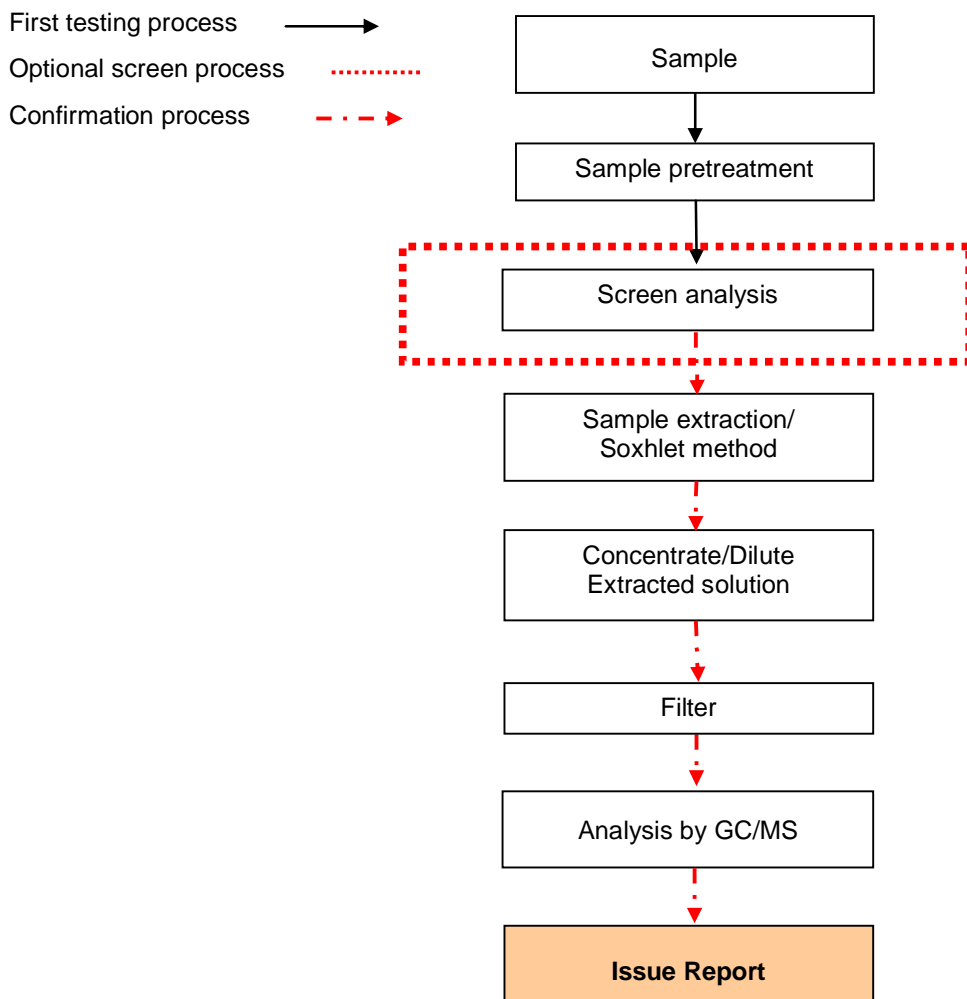 First testing process
Optional screen process
Confirmation process
Sample
Sample pretreatment
Screen analysis
Sample extraction/
Soxhlet method
Concentrate/Dilute
Extracted solution
Filter
Analysis by GC/MS
Issue Report